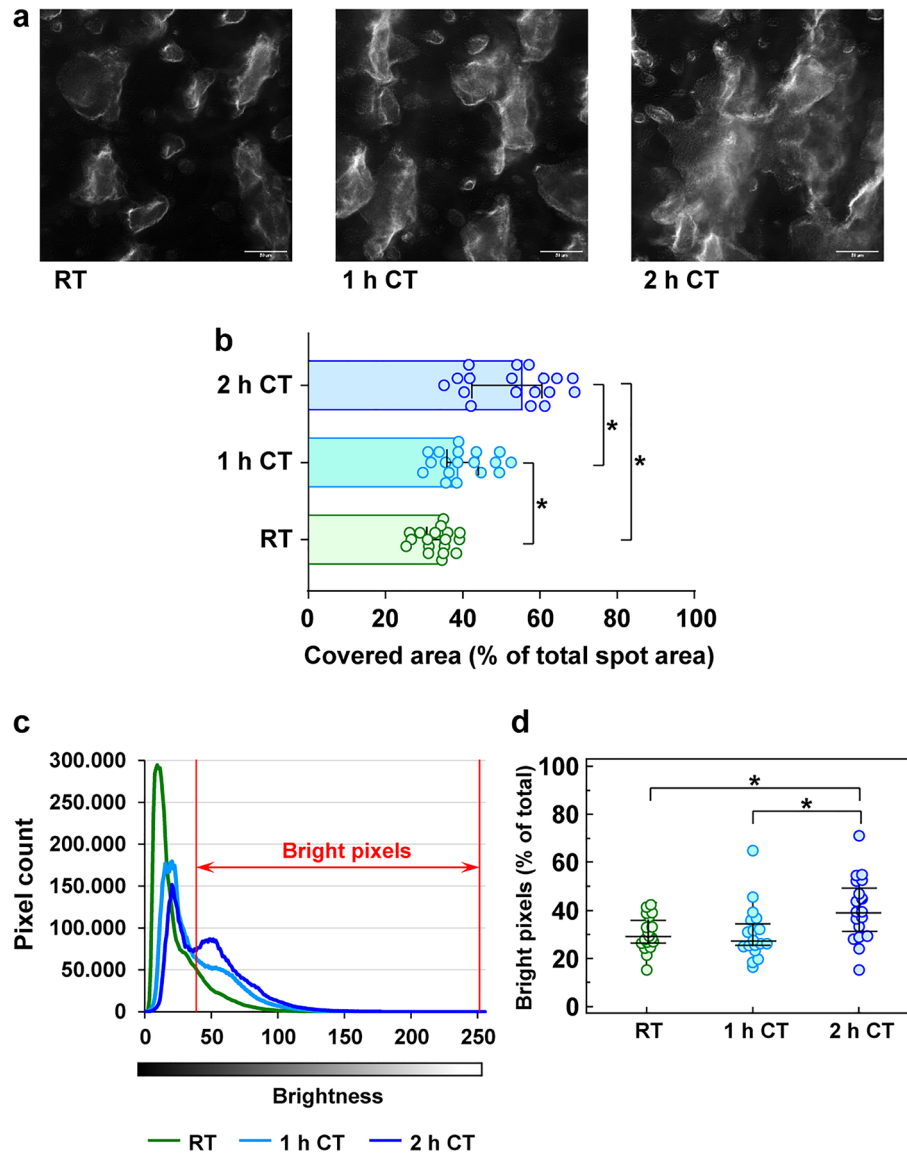 a
RT
1 h CT
2 h CT
b
2 h CT
*
1 h CT
*
*
RT
0 20 40 60 80 100
Covered area (% of total spot area)
c
300.000
250.000
200.000
150.000
100.000
50.000
0
Pixel count
Bright pixels
0 50 100 150 200 250
Brightness
RT 1 h CT 2 h CT
d
100
80
60
40
20
0
Bright pixels (% of total)
*
*
RT 1 h CT 2 h CT